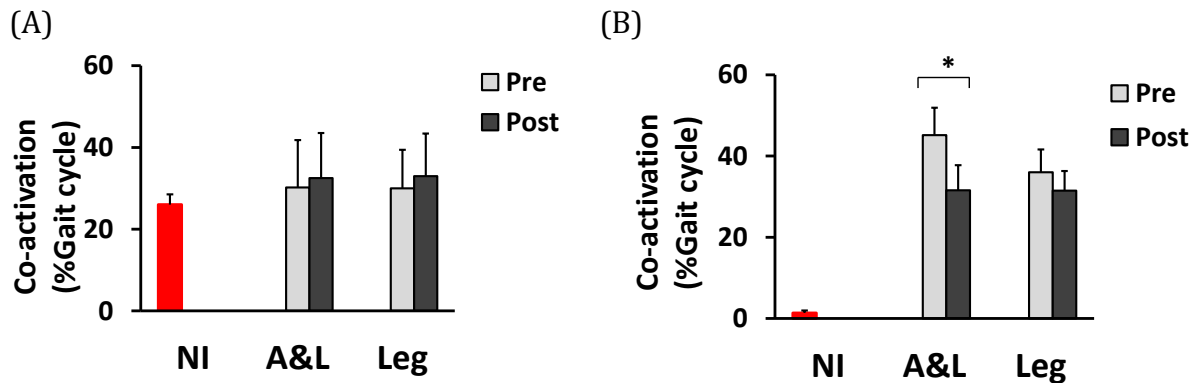 (A)
60
40
20
0
Co-activation
(%Gait cycle)
Pre
Post
NI A&L Leg
(B)
60
40
20
0
Co-activation
(%Gait cycle)
*
Pre
Post
NI A&L Leg